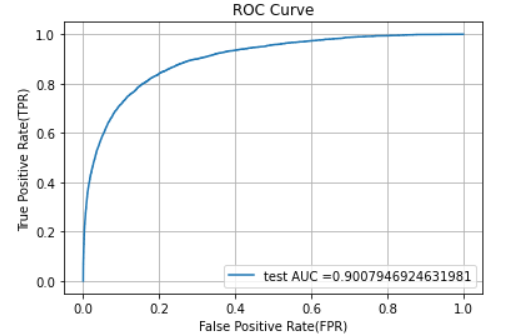 ROC Curve
1.0
0.8
0.6
0.4
0.2
0.0
True Positive Rate(TPR)
test AUC =0.9007946924631981
0.0 0.2 0.4 0.6 0.8 1.0
False Positive Rate(FPR)